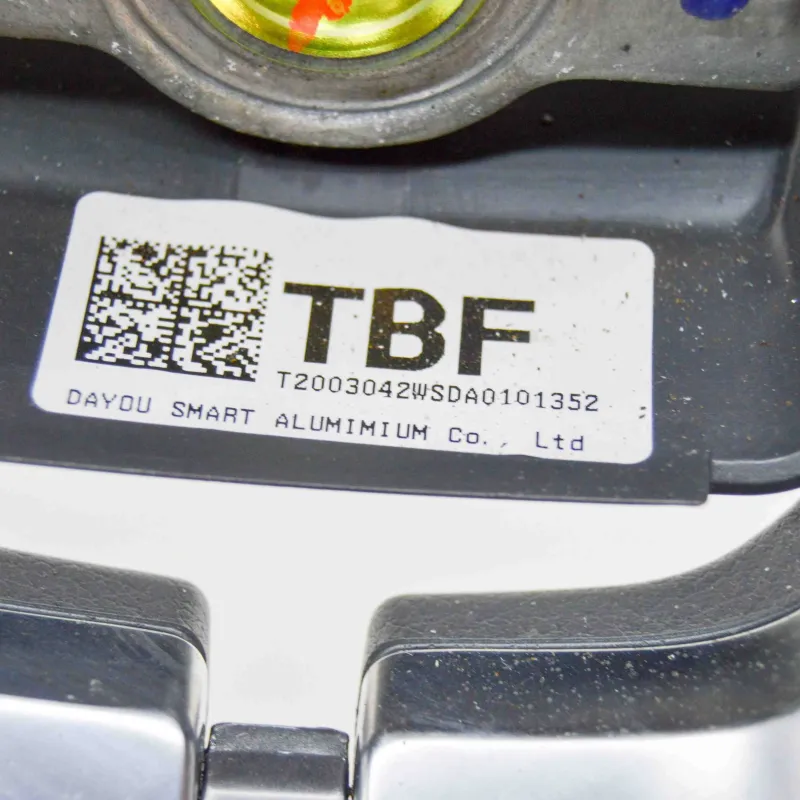 TBF
T2003042WSDA0101352
DAYOU SMART ALUMIMIUM Co., Ltd